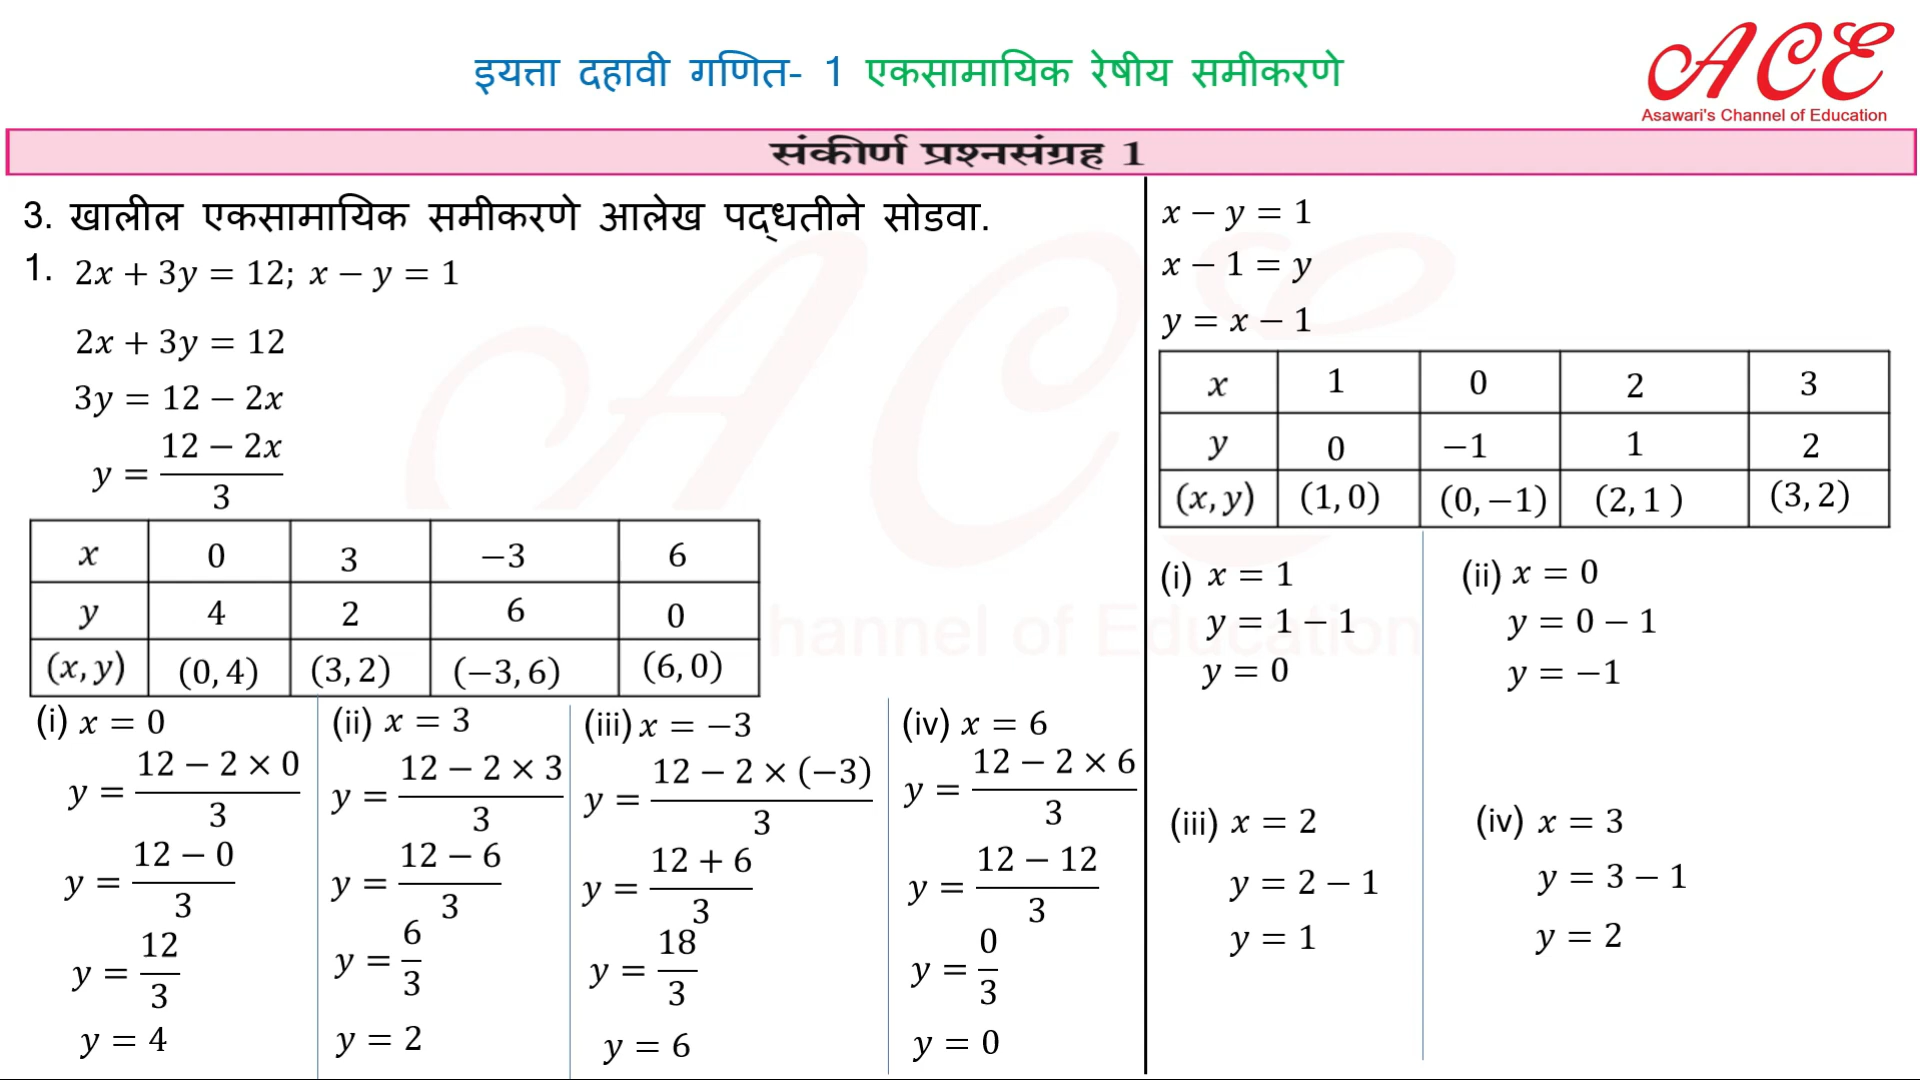 इयत्ता दहावी गणित- 1 एकसामायिक रेषीय समीकरणे
ACE
Asawari's Channel of Education
संकीर्ण प्रश्नसंग्रह 1
3. खालील एकसामायिक समीकरणे आलेख पद्धतीने सोडवा.
1. 2x + 3y = 12; x − y = 1
2x + 3y = 12
3y = 12 − 2x
y = (12 − 2x)/3
x 0 3 −3 6
y 4 2 6 0
(x, y) (0, 4) (3, 2) (−3, 6) (6, 0)
(i) x = 0
y = (12 − 2 × 0)/3
y = (12 − 0)/3
y = 12/3
y = 4
(ii) x = 3
y = (12 − 2 × 3)/3
y = (12 − 6)/3
y = 6/3
y = 2
(iii) x = −3
y = (12 − 2 × (−3))/3
y = (12 + 6)/3
y = 18/3
y = 6
(iv) x = 6
y = (12 − 2 × 6)/3
y = (12 − 12)/3
y = 0/3
y = 0
x − y = 1
x − 1 = y
y = x − 1
x 1 0 2 3
y 0 −1 1 2
(x, y) (1, 0) (0, −1) (2, 1 ) (3, 2)
(i) x = 1
y = 1 − 1
y = 0
(ii) x = 0
y = 0 − 1
y = −1
(iii) x = 2
y = 2 − 1
y = 1
(iv) x = 3
y = 3 − 1
y = 2